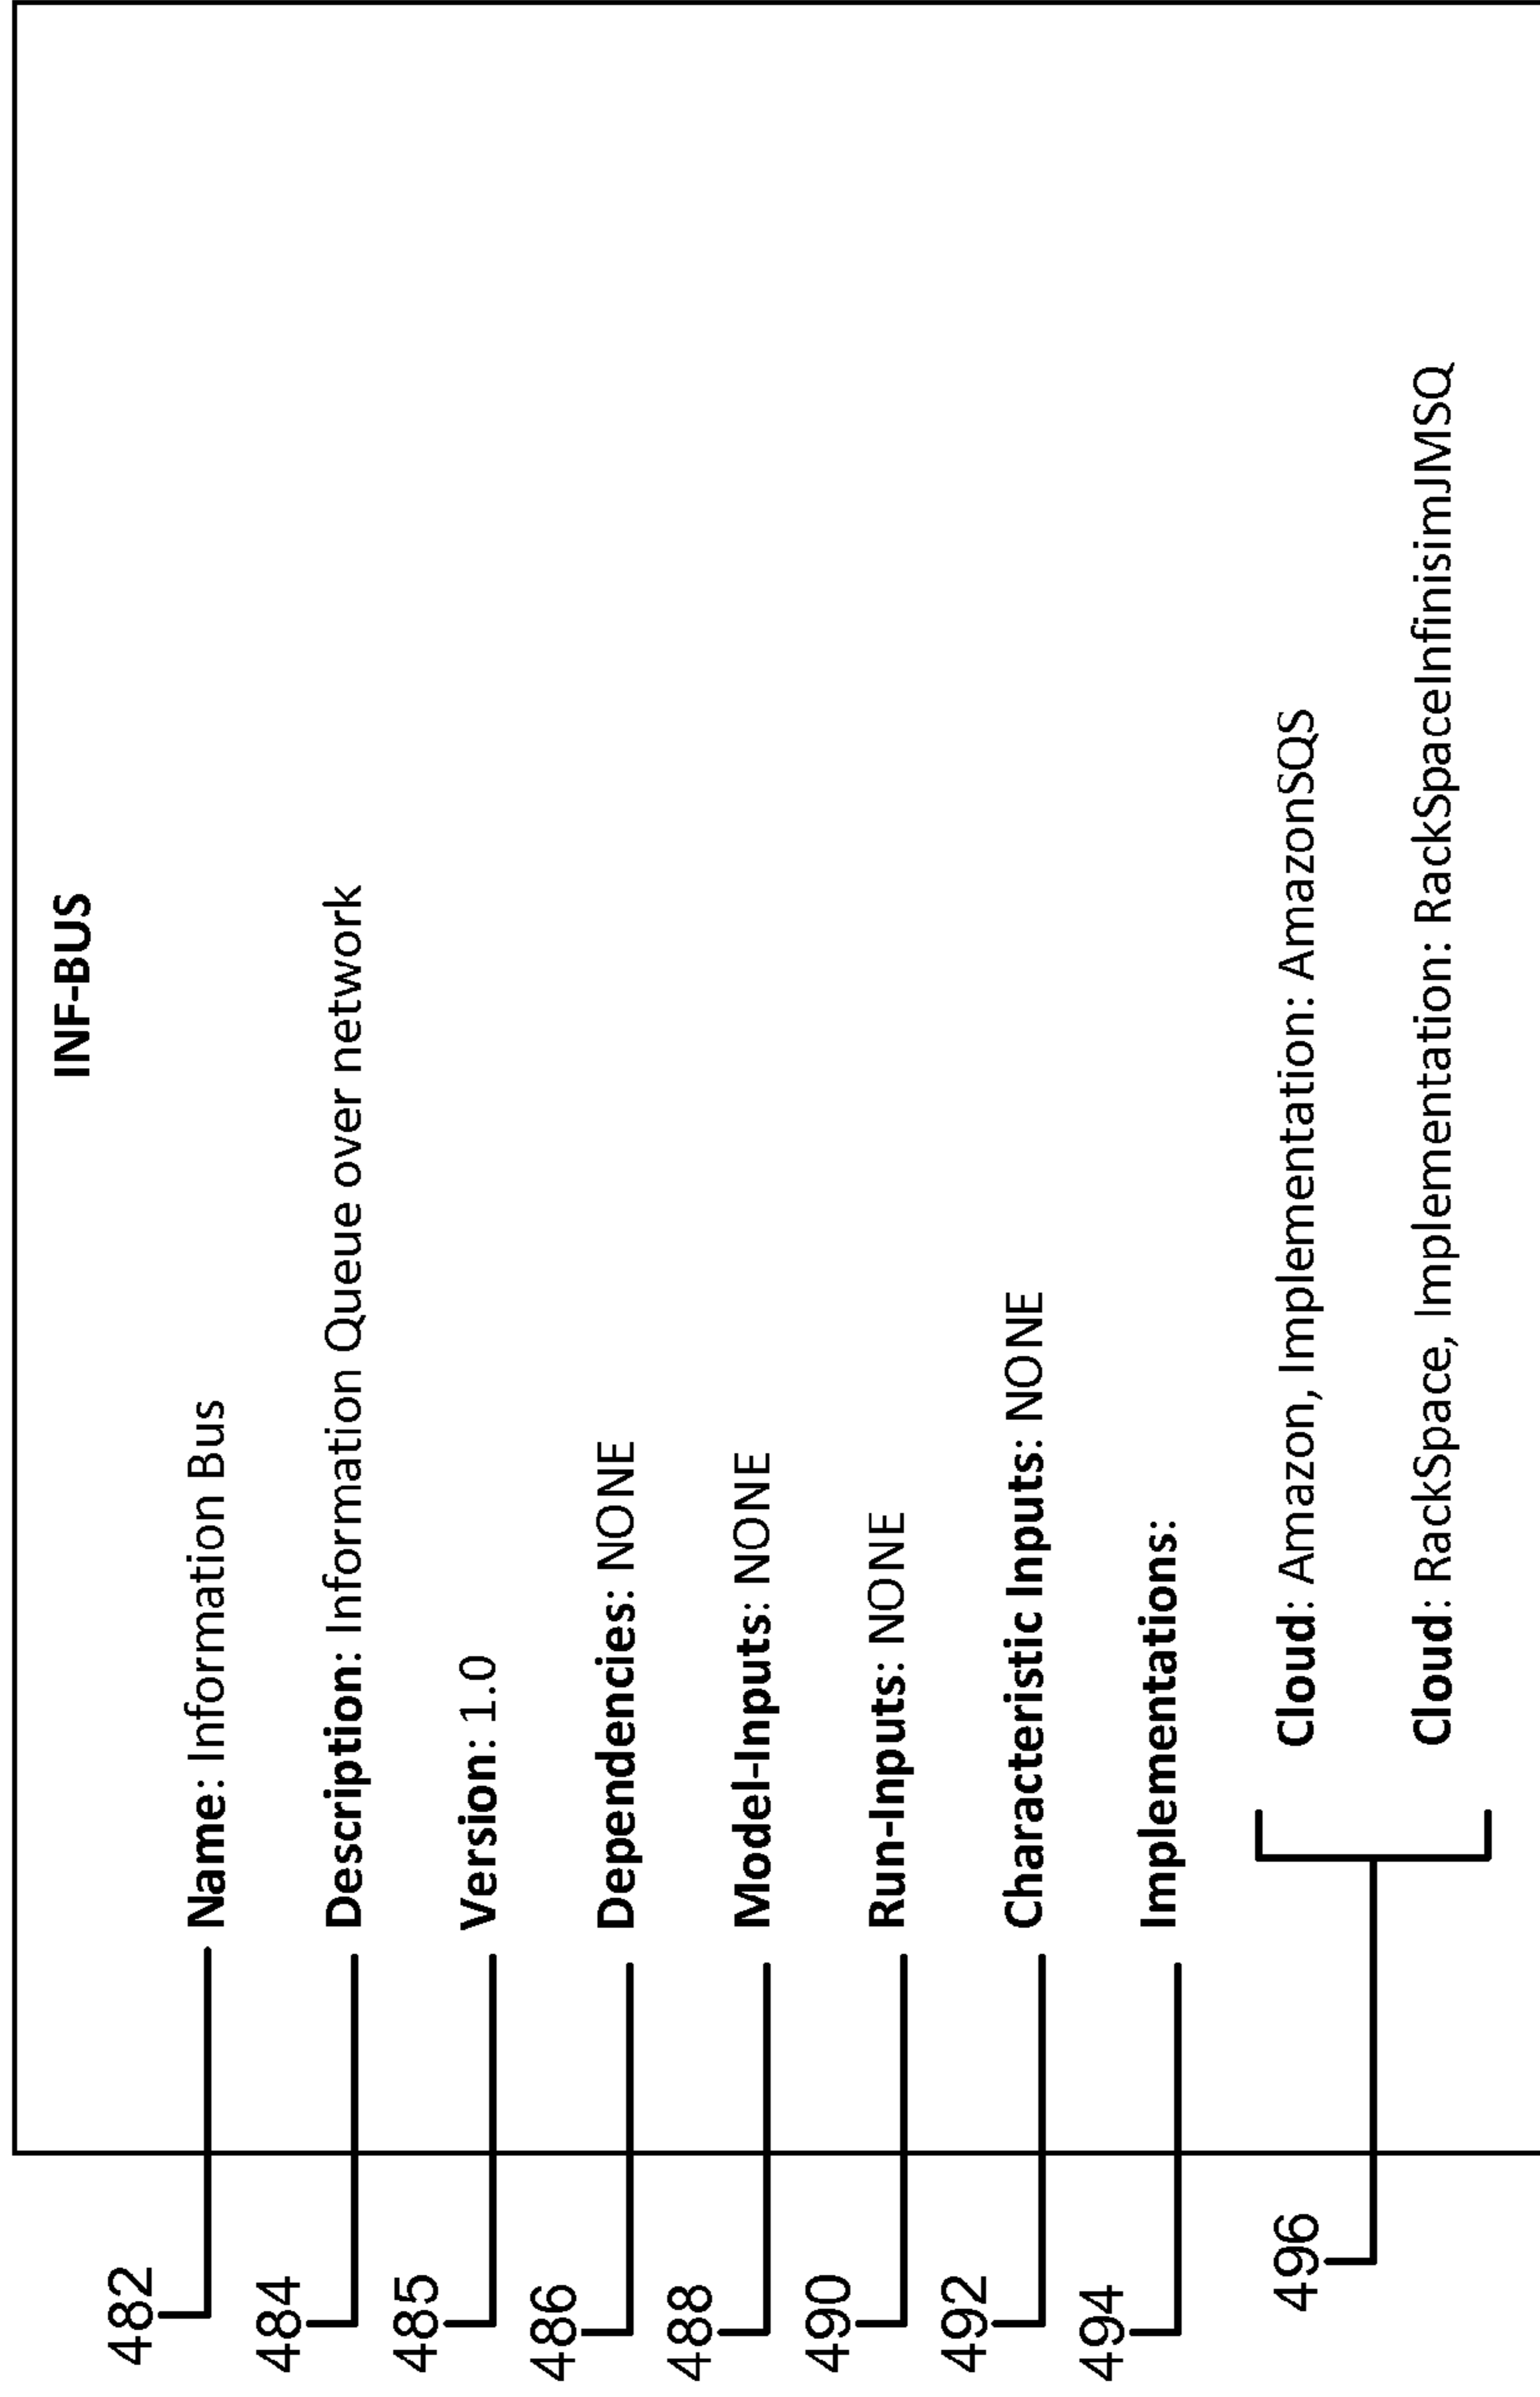 INF-BUS
482 Name: Information Bus
484 Description: Information Queue over network
485 Version: 1.0
486 Dependencies: NONE
488 Model-Inputs: NONE
490 Run-Inputs: NONE
492 Characteristic Inputs: NONE
494 Implementations:
496
Cloud: Amazon, Implementation: AmazonSQS
Cloud: RackSpace, Implementation: RackSpaceInfinisimJMSQ